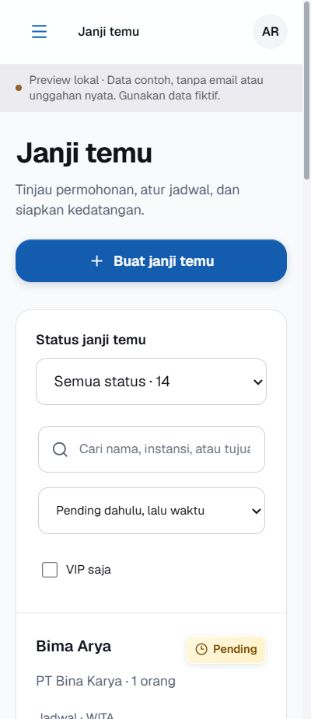 Janji temu
AR
Preview lokal · Data contoh, tanpa email atau
unggahan nyata. Gunakan data fiktif.
Janji temu
Tinjau permohonan, atur jadwal, dan
siapkan kedatangan.
+ Buat janji temu
Status janji temu
Semua status · 14
Cari nama, instansi, atau tujua
Pending dahulu, lalu waktu
VIP saja
Bima Arya
Pending
PT Bina Karya · 1 orang
Jadwal · WITA